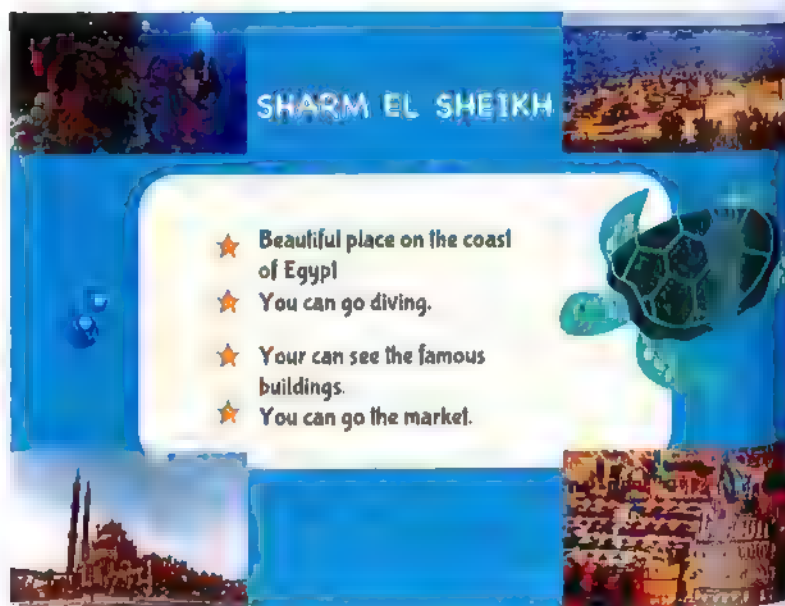 SHARM EL SHEIKH
Beautiful place on the coast
of Egypt
You can go diving.
Your can see the famous
buildings.
You can go the market.